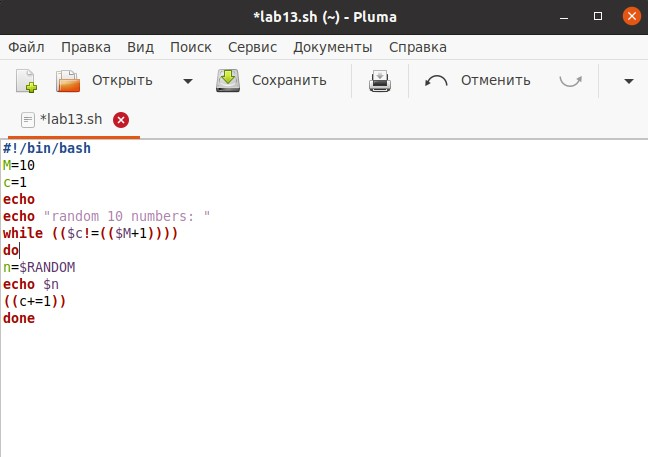 *lab13.sh (~) - Pluma
Файл Правка Вид Поиск Сервис Документы Справка
Открыть Сохранить Отменить
*lab13.sh
#!/bin/bash
M=10
c=1
echo
echo "random 10 numbers: "
while (($c!=(($M+1))))
do
n=$RANDOM
echo $n
((c+=1))
done